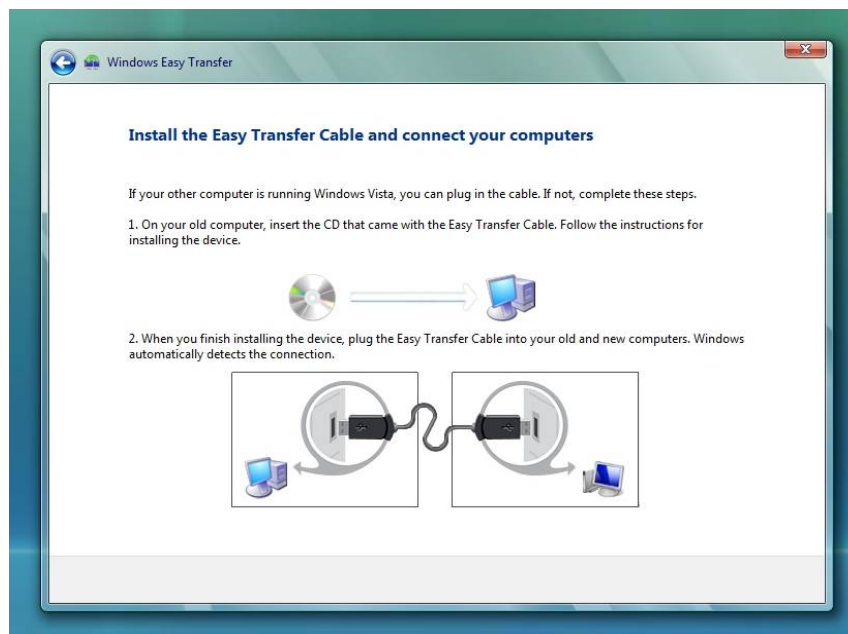 Windows Easy Transfer
Install the Easy Transfer Cable and connect your computers
If your other computer is running Windows Vista, you can plug in the cable. If not, complete these steps.
1. On your old computer, insert the CD that came with the Easy Transfer Cable. Follow the instructions for
installing the device.
2. When you finish installing the device, plug the Easy Transfer Cable into your old and new computers. Windows
automatically detects the connection.